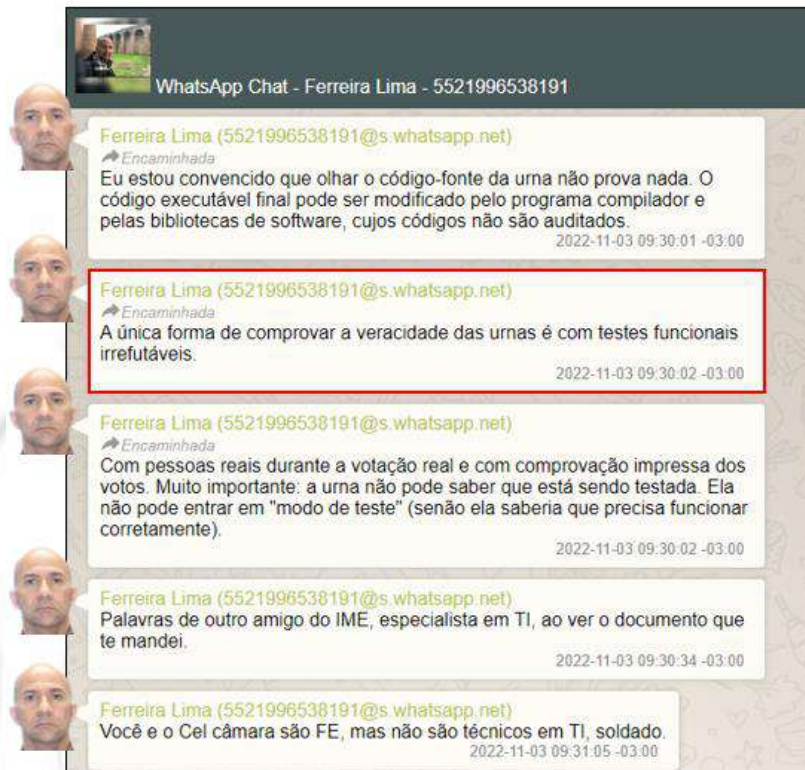 WhatsApp Chat - Ferreira Lima - 5521996538191
Ferreira Lima (5521996538191@s.whatsapp.net)
Encaminhada
Eu estou convencido que olhar o código-fonte da urna não prova nada. O
código executável final pode ser modificado pelo programa compilador e
pelas bibliotecas de software, cujos códigos não são auditados.
2022-11-03 09:30:01 -03:00
Ferreira Lima (5521996538191@s.whatsapp.net)
Encaminhada
A única forma de comprovar a veracidade das urnas é com testes funcionais
irrefutáveis.
2022-11-03 09:30:02 -03:00
Ferreira Lima (5521996538191@s.whatsapp.net)
Encaminhada
Com pessoas reais durante a votação real e com comprovação impressa dos
votos. Muito importante: a urna não pode saber que está sendo testada. Ela
não pode entrar em "modo de teste" (senão ela saberia que precisa funcionar
corretamente).
2022-11-03 09:30:02 -03:00
Ferreira Lima (5521996538191@s.whatsapp.net)
Palavras de outro amigo do IME, especialista em TI, ao ver o documento que
te mandei.
2022-11-03 09:30:34 -03:00
Ferreira Lima (5521996538191@s.whatsapp.net)
Você e o Cel câmara são FE, mas não são técnicos em TI, soldado.
2022-11-03 09:31:05 -03:00